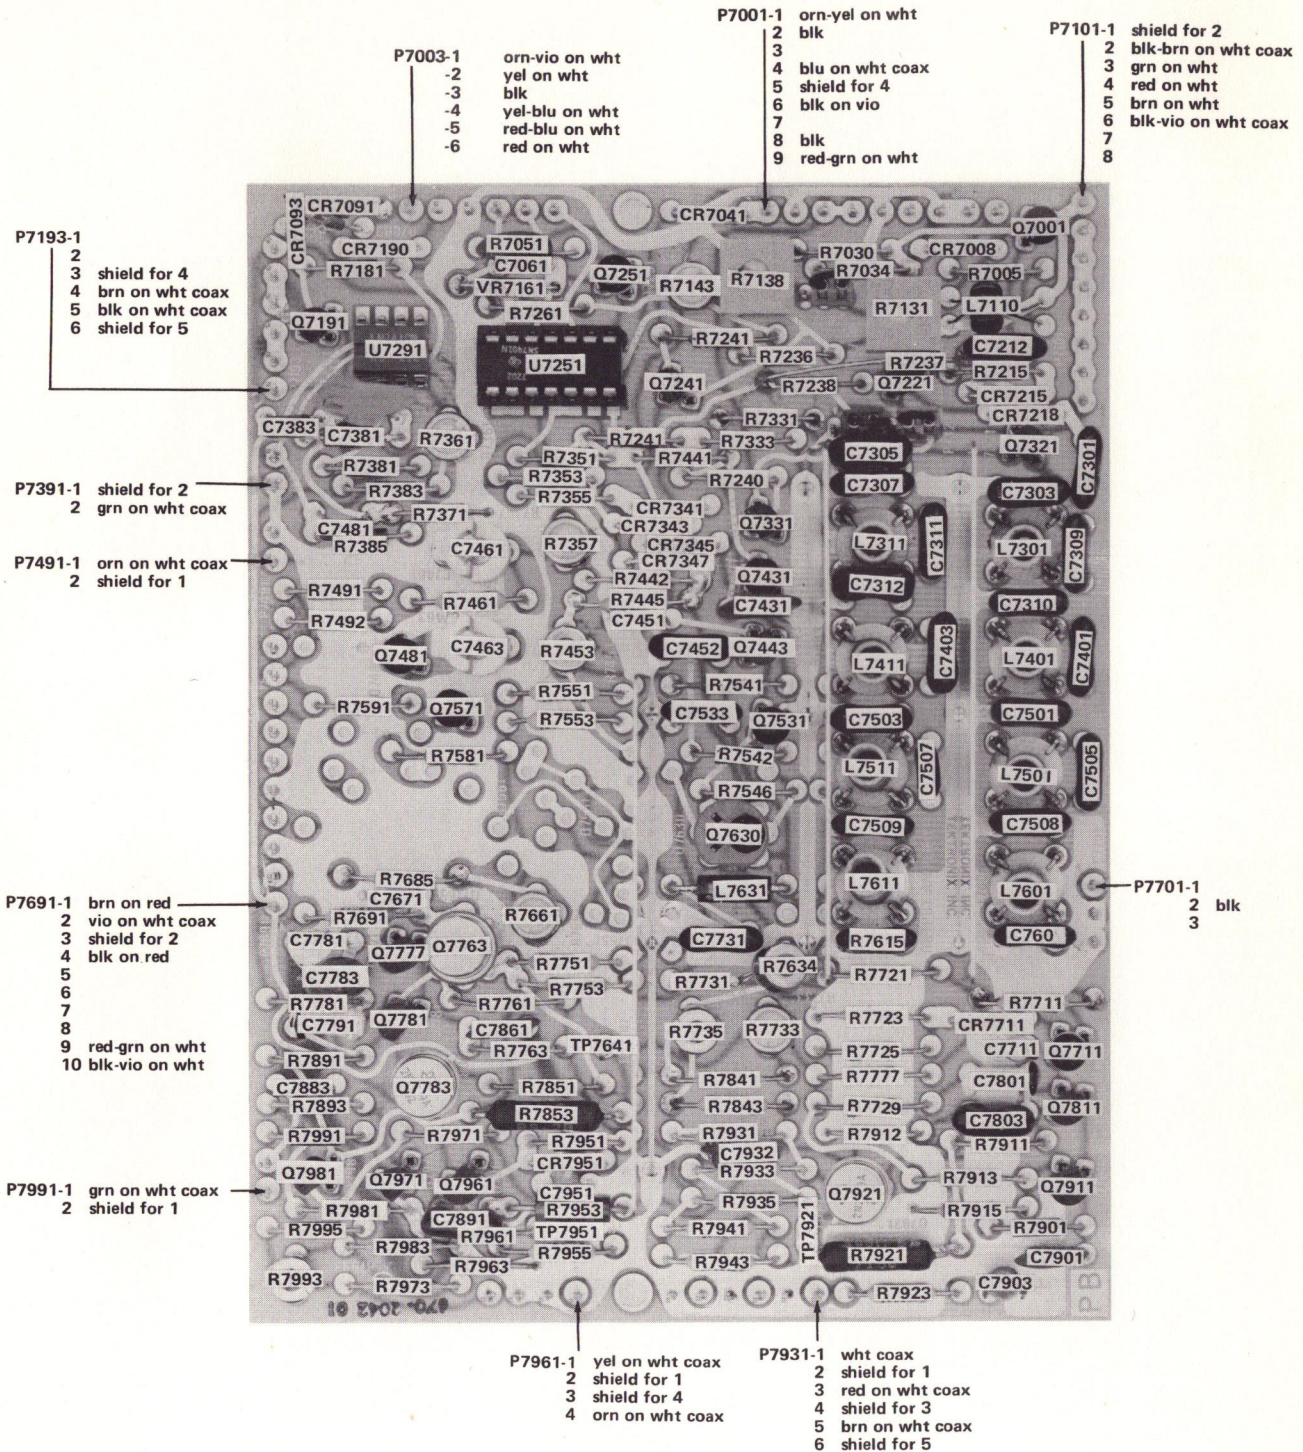 P7001-1 orn-yel on wht
2 blk
3
4 blu on wht coax
5 shield for 4
6 blk on vio
7
8 blk
9 red-grn on wht
P7101-1 shield for 2
2 blk-brn on wht coax
3 grn on wht
4 red on wht
5 brn on wht
6 blk-vio on wht coax
7
8
P7003-1 orn-vio on wht
-2 yel on wht
-3 blk
-4 yel-blu on wht
-5 red-blu on wht
-6 red on wht
P7193-1
2
3 shield for 4
4 brn on wht coax
5 blk on wht coax
6 shield for 5
P7391-1 shield for 2
2 grn on wht coax
P7491-1 orn on wht coax
2 shield for 1
P7691-1 brn on red
2 vio on wht coax
3 shield for 2
4 blk on red
5
6
7
8
9 red-grn on wht
10 blk-vio on wht
P7991-1 grn on wht coax
2 shield for 1
CR7093 CR7091 CR7041 Q7001
CR7190 R7051 R7030 CR7008
R7181 C7061 Q7251 R7143 R7138 R7034 R7005
VR7161
R7261 R7131 L7110
Q7191
U7291 U7251 SN7401N R7241 R7236 R7237 C7212
Q7241 R7238 Q7221 R7215
CR7215
C7383 C7381 R7361 R7331 CR7218
R7241 R7333 C7305 Q7321 C7301
R7381 R7351 R7441
R7383 R7353 R7240 C7307 C7303
R7355 CR7341
C7481 R7371 CR7343 Q7331
R7385 C7461 R7357 CR7345 L7311 C7311 L7301 C7309
CR7347
R7442 Q7431 C7312
R7491 R7461 R7445 C7431 C7310
R7492 C7451
Q7481 C7463 R7453 C7452 Q7443 L7411 C7403 L7401 C7401
R7551 R7541
R7591 Q7571 R7553 C7533 Q7531 C7503 C7501
R7581 R7542
R7546 L7511 C7507 L7501 C7505
Q7630 C7509 C7508
TEKTRONIX INC
R7685 L7631 L7611 L7601
C7671
R7691 R7661
C7781 Q7777 Q7763 C7731 R7615 C760
C7783 R7751 R7634 R7721
R7753 R7731
R7781 R7761 R7711
C7791 Q7781 C7861 R7735 R7733 R7723 CR7711
R7891 R7763 TP7641 R7725 C7711 Q7711
C7883 Q7783 R7851 R7841 R7777 C7801
R7893 R7853 R7843 R7729 C7803 Q7811
R7991 R7971 R7951 R7931 R7912 R7911
CR7951 C7932
Q7981 Q7971 Q7961 R7933 R7913
C7951 Q7921 Q7911
R7981 R7953 R7935 R7915
R7995 C7891 TP7951 R7941 TP7921 R7901
R7983 R7961 R7955 R7943 R7921 C7901
R7993 R7963
R7973 R7923 C7903
670-2042 01 PB
P7701-1
2 blk
3
P7961-1 yel on wht coax
2 shield for 1
3 shield for 4
4 orn on wht coax
P7931-1 wht coax
2 shield for 1
3 red on wht coax
4 shield for 3
5 brn on wht coax
6 shield for 5